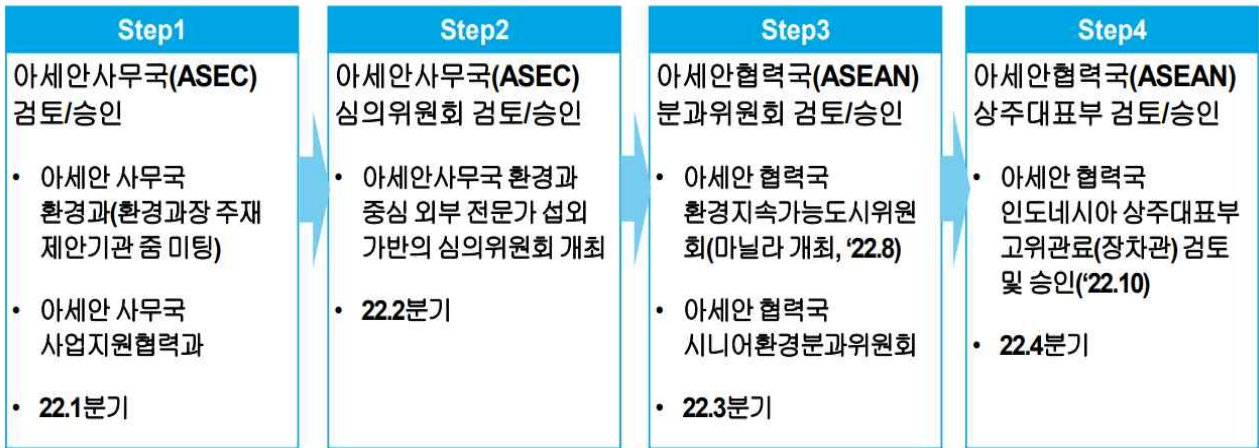 Step1
아세안사무국(ASEC)
검토/승인
• 아세안 사무국
환경과(환경과장 주재
제안기관 줌 미팅)
• 아세안 사무국
사업지원협력과
• 22.1분기
Step2
아세안사무국(ASEC)
심의위원회 검토/승인
• 아세안사무국 환경과
중심 외부 전문가 섭외
가반의 심의위원회 개최
• 22.2분기
Step3
아세안협력국(ASEAN)
분과위원회 검토/승인
• 아세안 협력국
환경지속가능도시위원
회(마닐라 개최, ‘22.8)
• 아세안 협력국
시니어환경분과위원회
• 22.3분기
Step4
아세안협력국(ASEAN)
상주대표부 검토/승인
• 아세안 협력국
인도네시아 상주대표부
고위관료(장차관) 검토
및 승인(‘22.10)
• 22.4분기